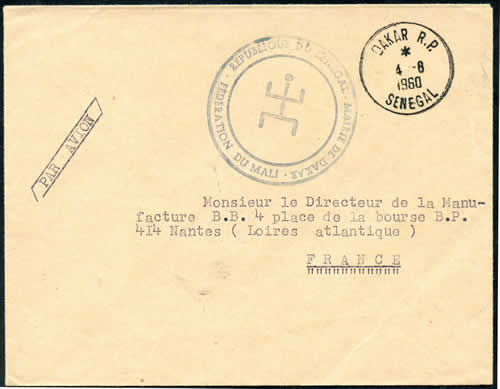 DAKAR R.P.
*
4 -8
1960
SENEGAL
FEDERATION DU MALI · REPUBLIQUE DU SENEGAL · MAIRIE DE DAKAR ·
PAR AVION
Monsieur le Directeur de la Manu-
facture B.B. 4 place de la bourse B.P.
414 Nantes ( Loires atlantique )
FRANCE